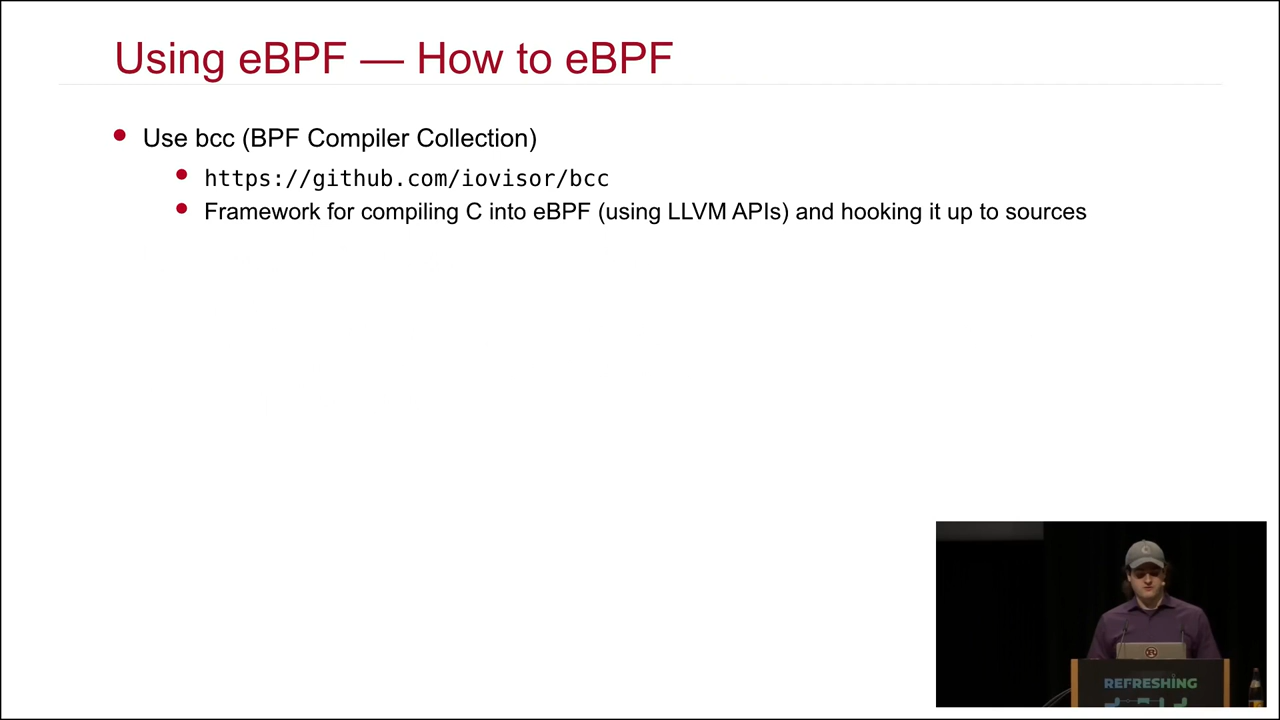 Using eBPF — How to eBPF
Use bcc (BPF Compiler Collection)
https://github.com/iovisor/bcc
Framework for compiling C into eBPF (using LLVM APIs) and hooking it up to sources
REFRESHING